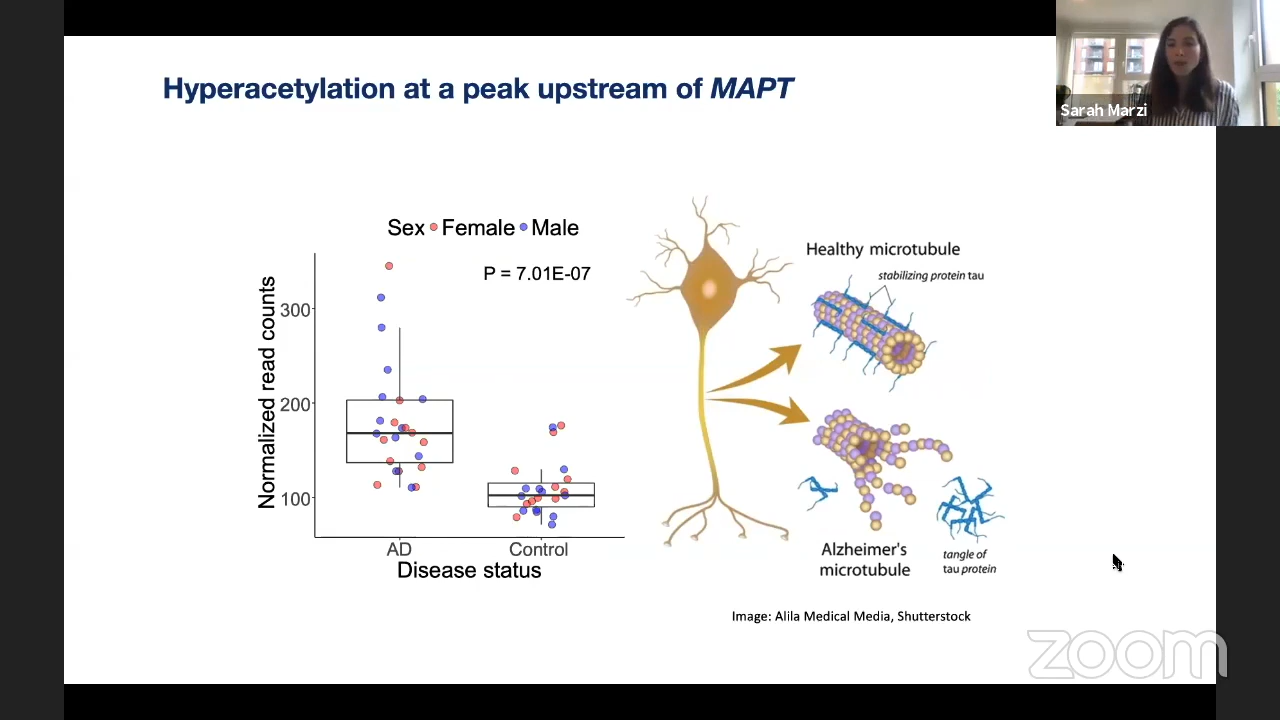 Hyperacetylation at a peak upstream of MAPT
Sarah Marzi
Sex Female Male
P = 7.01E-07
Normalized read counts
300
200
100
AD
Control
Disease status
Healthy microtubule
stabilizing protein tau
Alzheimer's
microtubule
tangle of
tau protein
Image: Alila Medical Media, Shutterstock
zoom